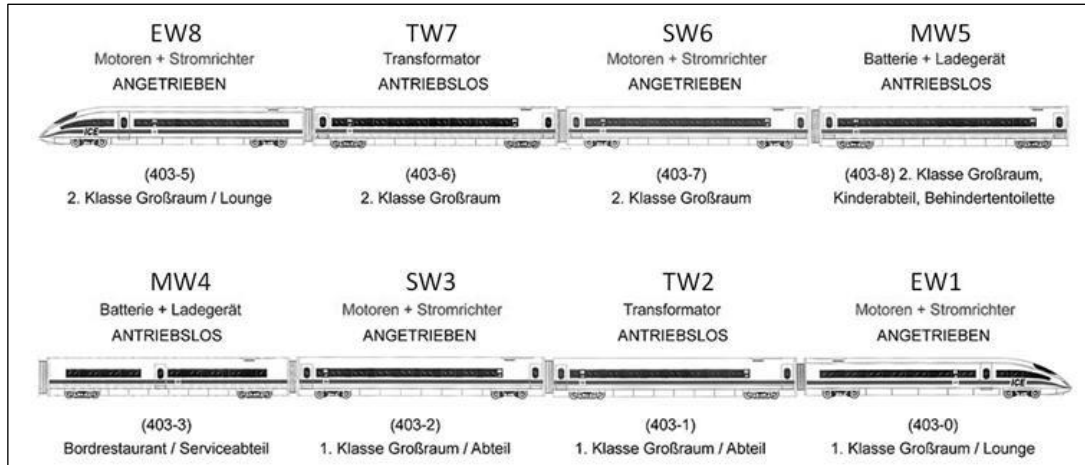 EW8
Motoren + Stromrichter
ANGETRIEBEN
ICE
(403-5)
2. Klasse Großraum / Lounge
TW7
Transformator
ANTRIEBSLOS
(403-6)
2. Klasse Großraum
SW6
Motoren + Stromrichter
ANGETRIEBEN
(403-7)
2. Klasse Großraum
MW5
Batterie + Ladegerät
ANTRIEBSLOS
(403-8) 2. Klasse Großraum,
Kinderabteil, Behindertentoilette
MW4
Batterie + Ladegerät
ANTRIEBSLOS
(403-3)
Bordrestaurant / Serviceabteil
SW3
Motoren + Stromrichter
ANGETRIEBEN
(403-2)
1. Klasse Großraum / Abteil
TW2
Transformator
ANTRIEBSLOS
(403-1)
1. Klasse Großraum / Abteil
EW1
Motoren + Stromrichter
ANGETRIEBEN
ICE
(403-0)
1. Klasse Großraum / Lounge